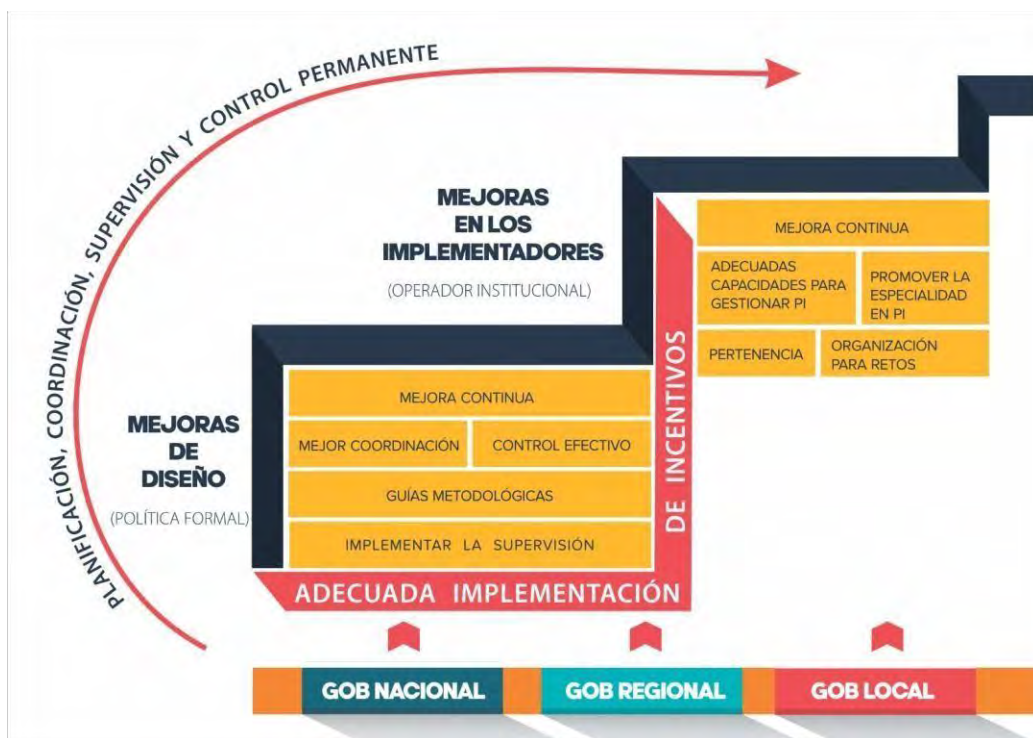 PLANIFICACIÓN, COORDINACIÓN, SUPERVISIÓN Y CONTROL PERMANENTE
MEJORAS
EN LOS
IMPLEMENTADORES
(OPERADOR INSTITUCIONAL)
MEJORA CONTINUA
ADECUADAS
CAPACIDADES PARA
GESTIONAR PI
PROMOVER LA
ESPECIALIDAD
EN PI
PERTENENCIA
ORGANIZACIÓN
PARA RETOS
MEJORAS
DE
DISEÑO
(POLÍTICA FORMAL)
MEJORA CONTINUA
MEJOR COORDINACIÓN
CONTROL EFECTIVO
GUÍAS METODOLÓGICAS
IMPLEMENTAR LA SUPERVISIÓN
ADECUADA IMPLEMENTACIÓN
DE INCENTIVOS
GOB NACIONAL
GOB REGIONAL
GOB LOCAL